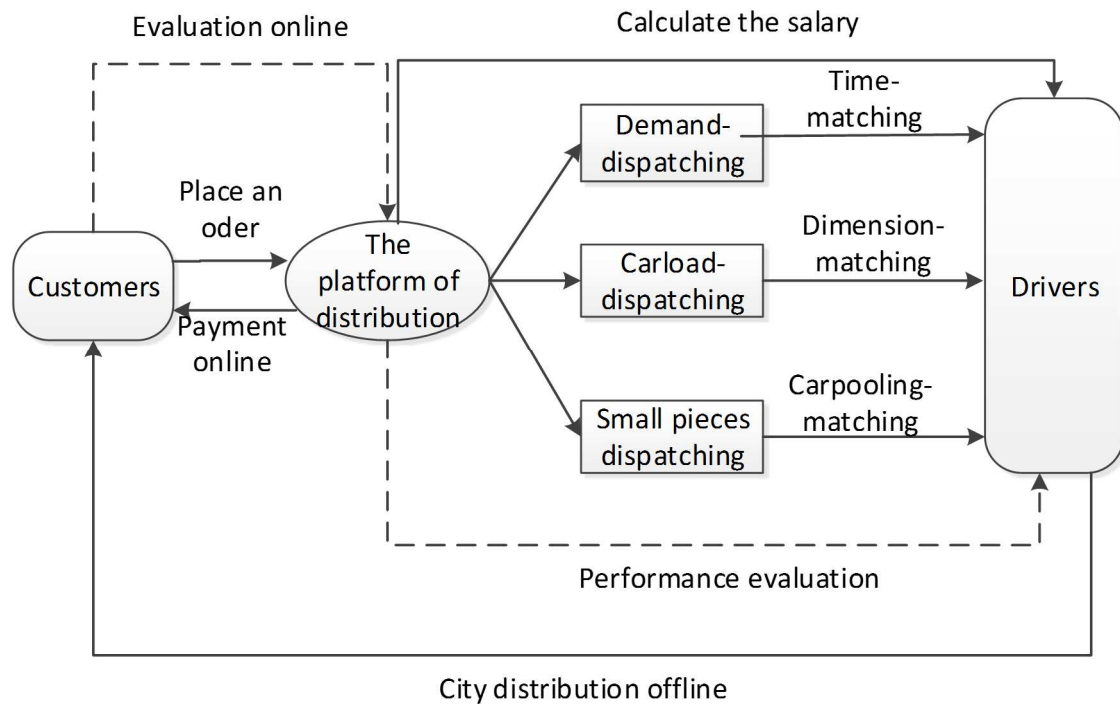 Evaluation online
Calculate the salary
Time-
matching
Demand-
dispatching
Place an
oder
Dimension-
matching
The
platform of
distribution
Carload-
dispatching
Customers
Drivers
Payment
online
Carpooling-
matching
Small pieces
dispatching
Performance evaluation
City distribution offline